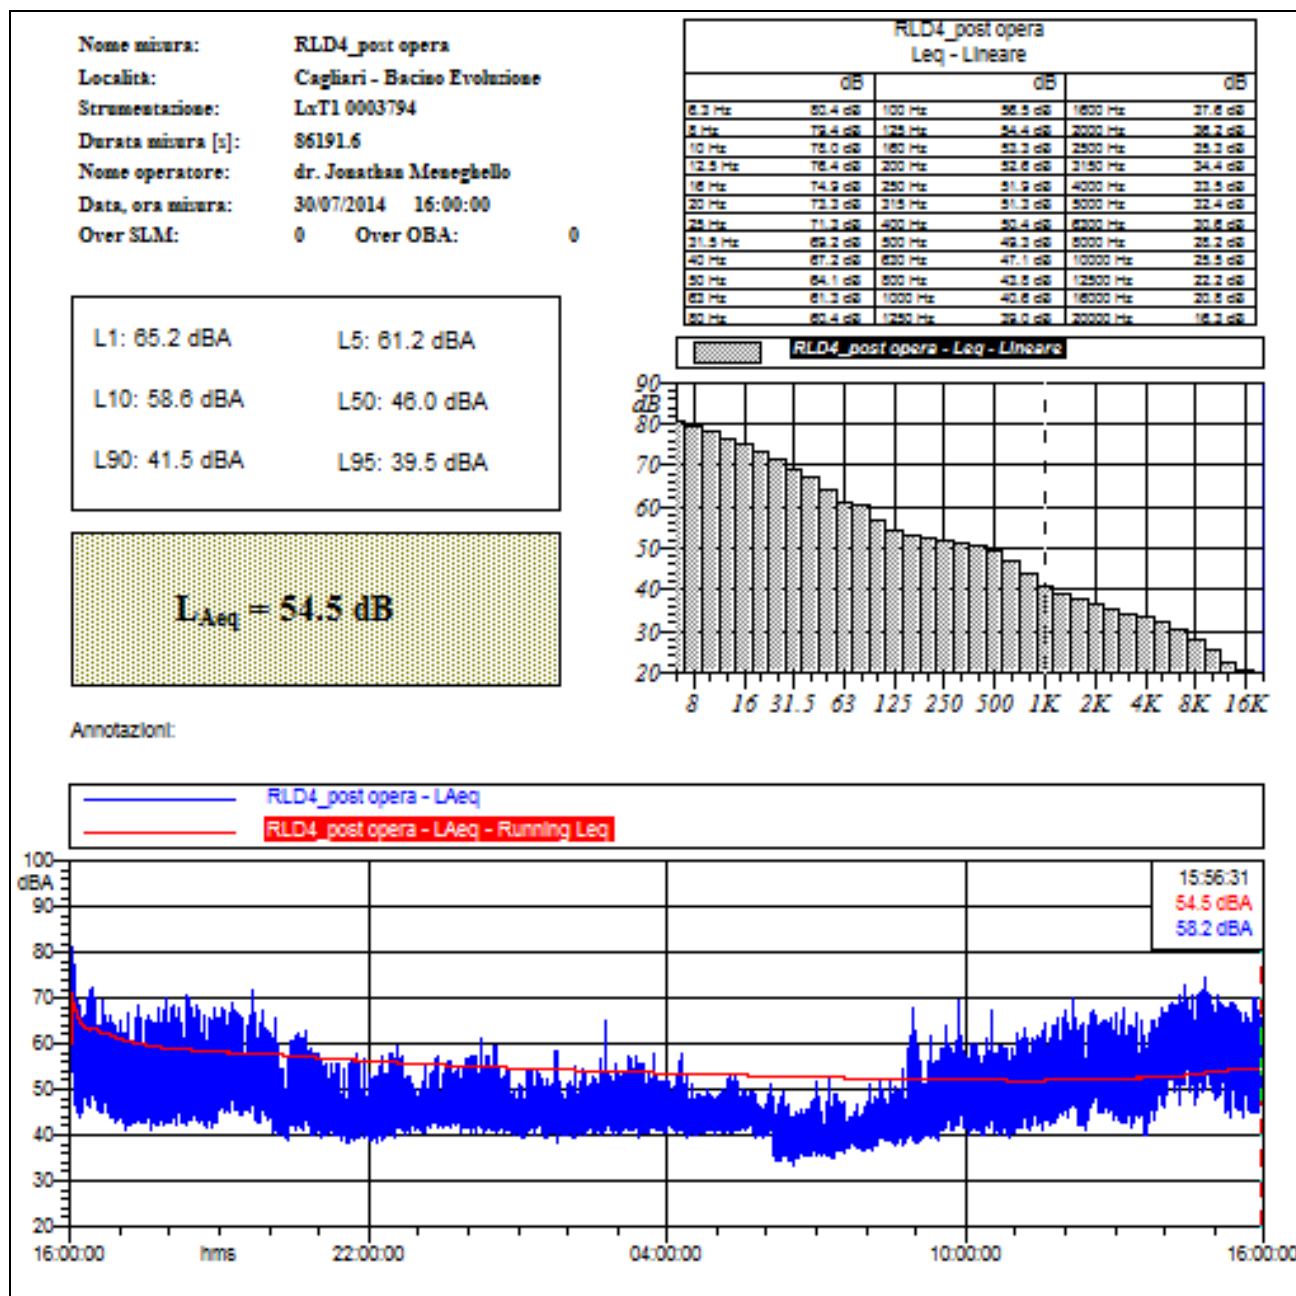 Nome misura: RLD4_post opera
Località: Cagliari - Bacino Evoluzione
Strumentazione: LxT1 0003794
Durata misura [s]: 86191.6
Nome operatore: dr. Jonathan Meneghello
Data, ora misura: 30/07/2014 16:00:00
Over SLM: 0 Over OBA: 0
RLD4_post opera
Leq - Lineare
dB dB dB
6.3 Hz 80.4 dB 100 Hz 56.5 dB 1600 Hz 37.6 dB
8 Hz 79.4 dB 125 Hz 54.4 dB 2000 Hz 36.2 dB
10 Hz 78.0 dB 160 Hz 53.3 dB 2500 Hz 35.3 dB
12.5 Hz 76.4 dB 200 Hz 52.6 dB 3150 Hz 34.4 dB
16 Hz 74.9 dB 250 Hz 51.9 dB 4000 Hz 33.5 dB
20 Hz 73.3 dB 315 Hz 51.3 dB 5000 Hz 32.4 dB
25 Hz 71.3 dB 400 Hz 50.4 dB 6300 Hz 30.6 dB
31.5 Hz 69.2 dB 500 Hz 49.3 dB 8000 Hz 28.2 dB
40 Hz 67.2 dB 630 Hz 47.1 dB 10000 Hz 25.5 dB
50 Hz 64.1 dB 800 Hz 43.8 dB 12500 Hz 22.2 dB
63 Hz 61.3 dB 1000 Hz 40.6 dB 16000 Hz 20.8 dB
80 Hz 60.4 dB 1250 Hz 39.0 dB 20000 Hz 16.3 dB
L1: 65.2 dBA L5: 61.2 dBA
L10: 58.6 dBA L50: 46.0 dBA
L90: 41.5 dBA L95: 39.5 dBA
LAeq = 54.5 dB
RLD4_post opera - Leq - Lineare
90
dB
80
70
60
50
40
30
20
8 16 31.5 63 125 250 500 1K 2K 4K 8K 16K
Annotazioni:
RLD4_post opera - LAeq
RLD4_post opera - LAeq - Running Leq
100
dBA
90
80
70
60
50
40
30
20
15:56:31
54.5 dBA
58.2 dBA
16:00:00 hms 22:00:00 04:00:00 10:00:00 16:00:00